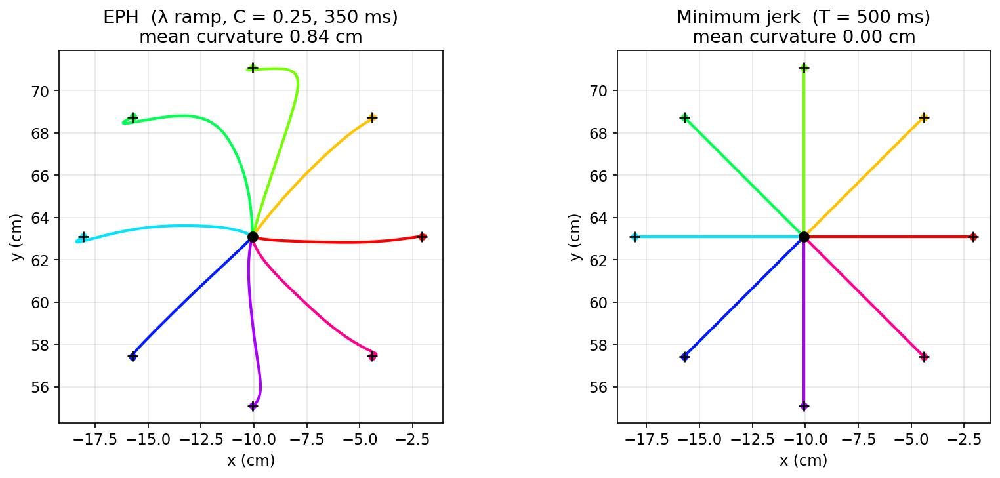 EPH  (λ ramp, C = 0.25, 350 ms)
mean curvature 0.84 cm
y (cm)
70
68
66
64
62
60
58
56
−17.5 −15.0 −12.5 −10.0 −7.5 −5.0 −2.5
x (cm)
Minimum jerk  (T = 500 ms)
mean curvature 0.00 cm
y (cm)
70
68
66
64
62
60
58
56
−17.5 −15.0 −12.5 −10.0 −7.5 −5.0 −2.5
x (cm)